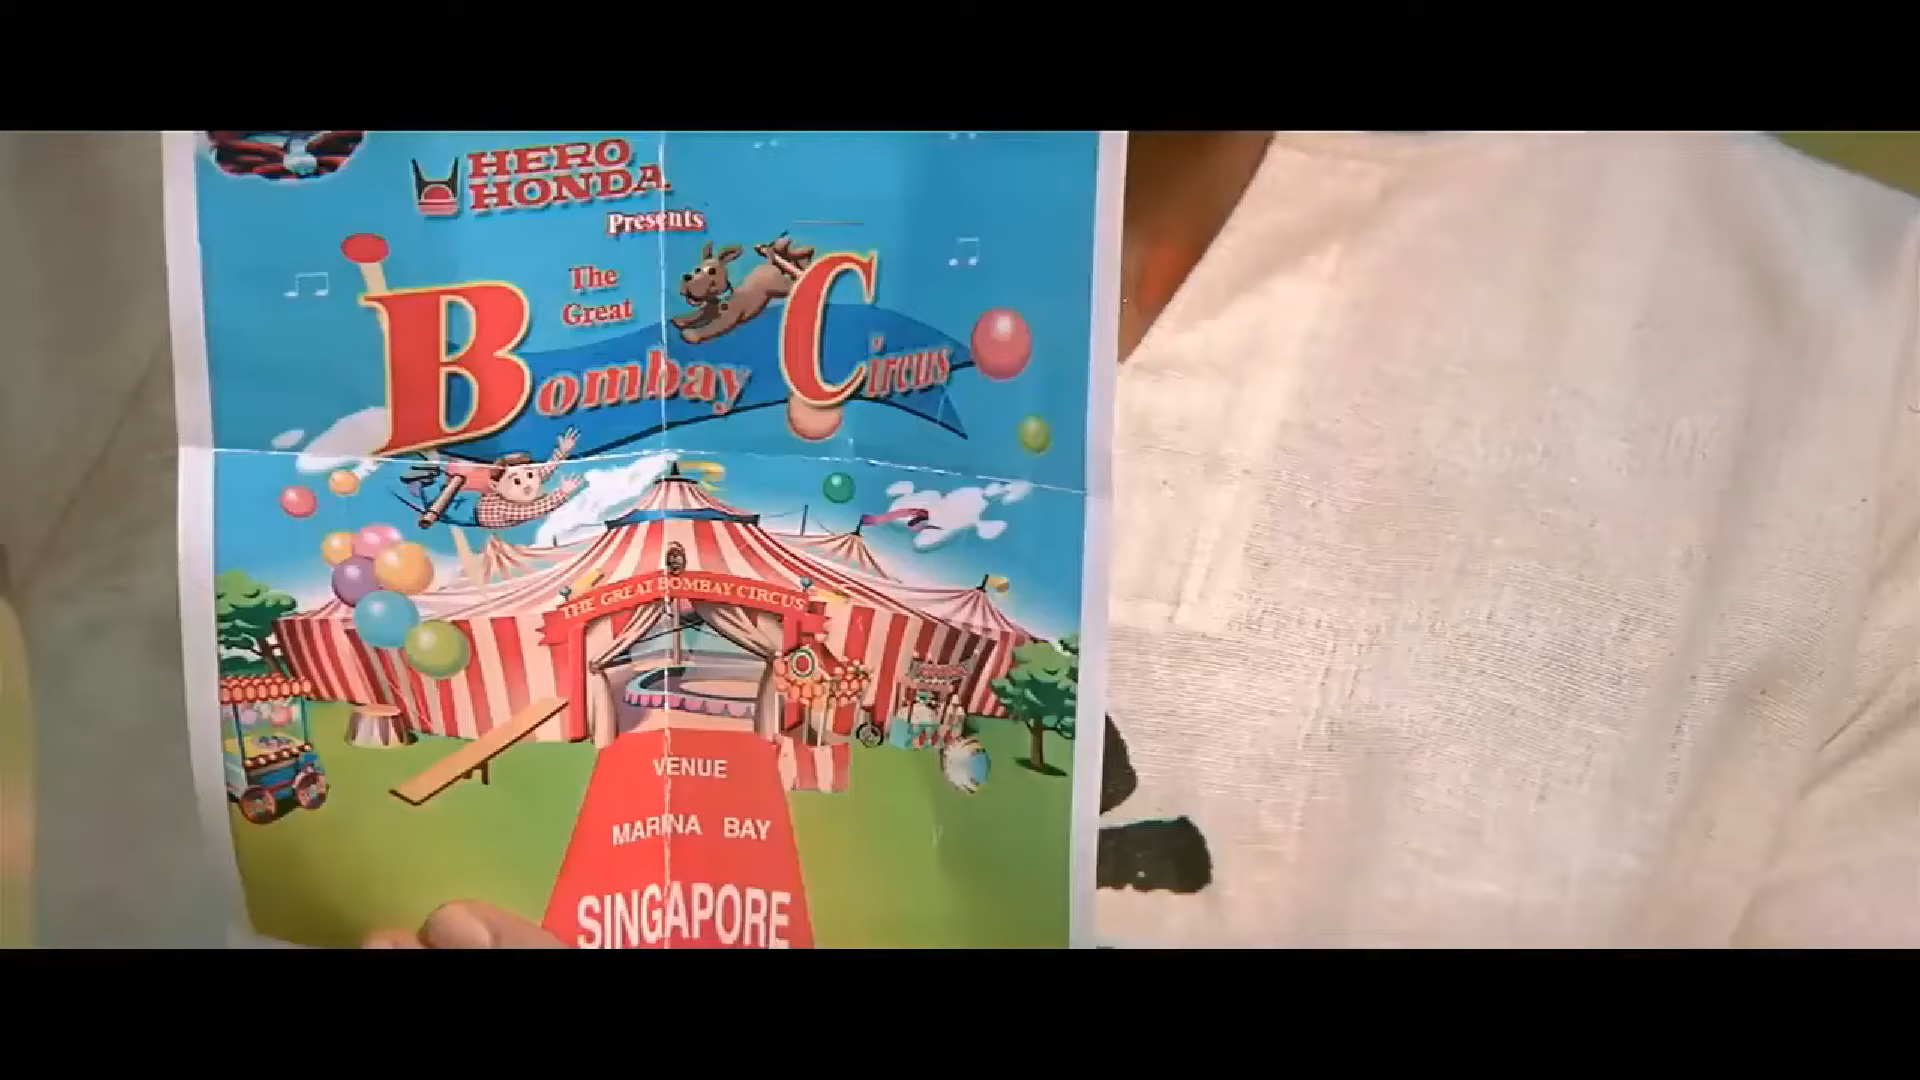 HERO
HONDA
Presents
The
Great
Bombay Circus
THE GREAT BOMBAY CIRCUS
VENUE
MARINA BAY
SINGAPORE